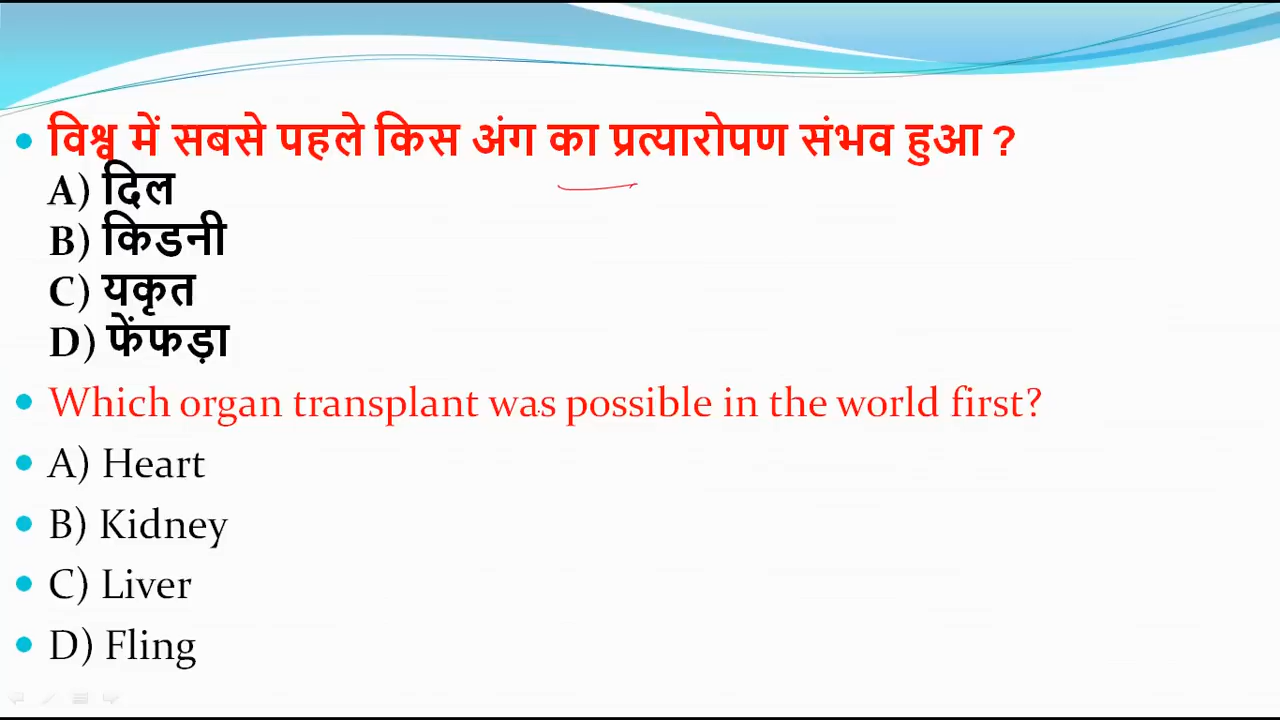 विश्व में सबसे पहले किस अंग का प्रत्यारोपण संभव हुआ ?
A) दिल
B) किडनी
C) यकृत
D) फेंफड़ा
Which organ transplant was possible in the world first?
A) Heart
B) Kidney
C) Liver
D) Fling